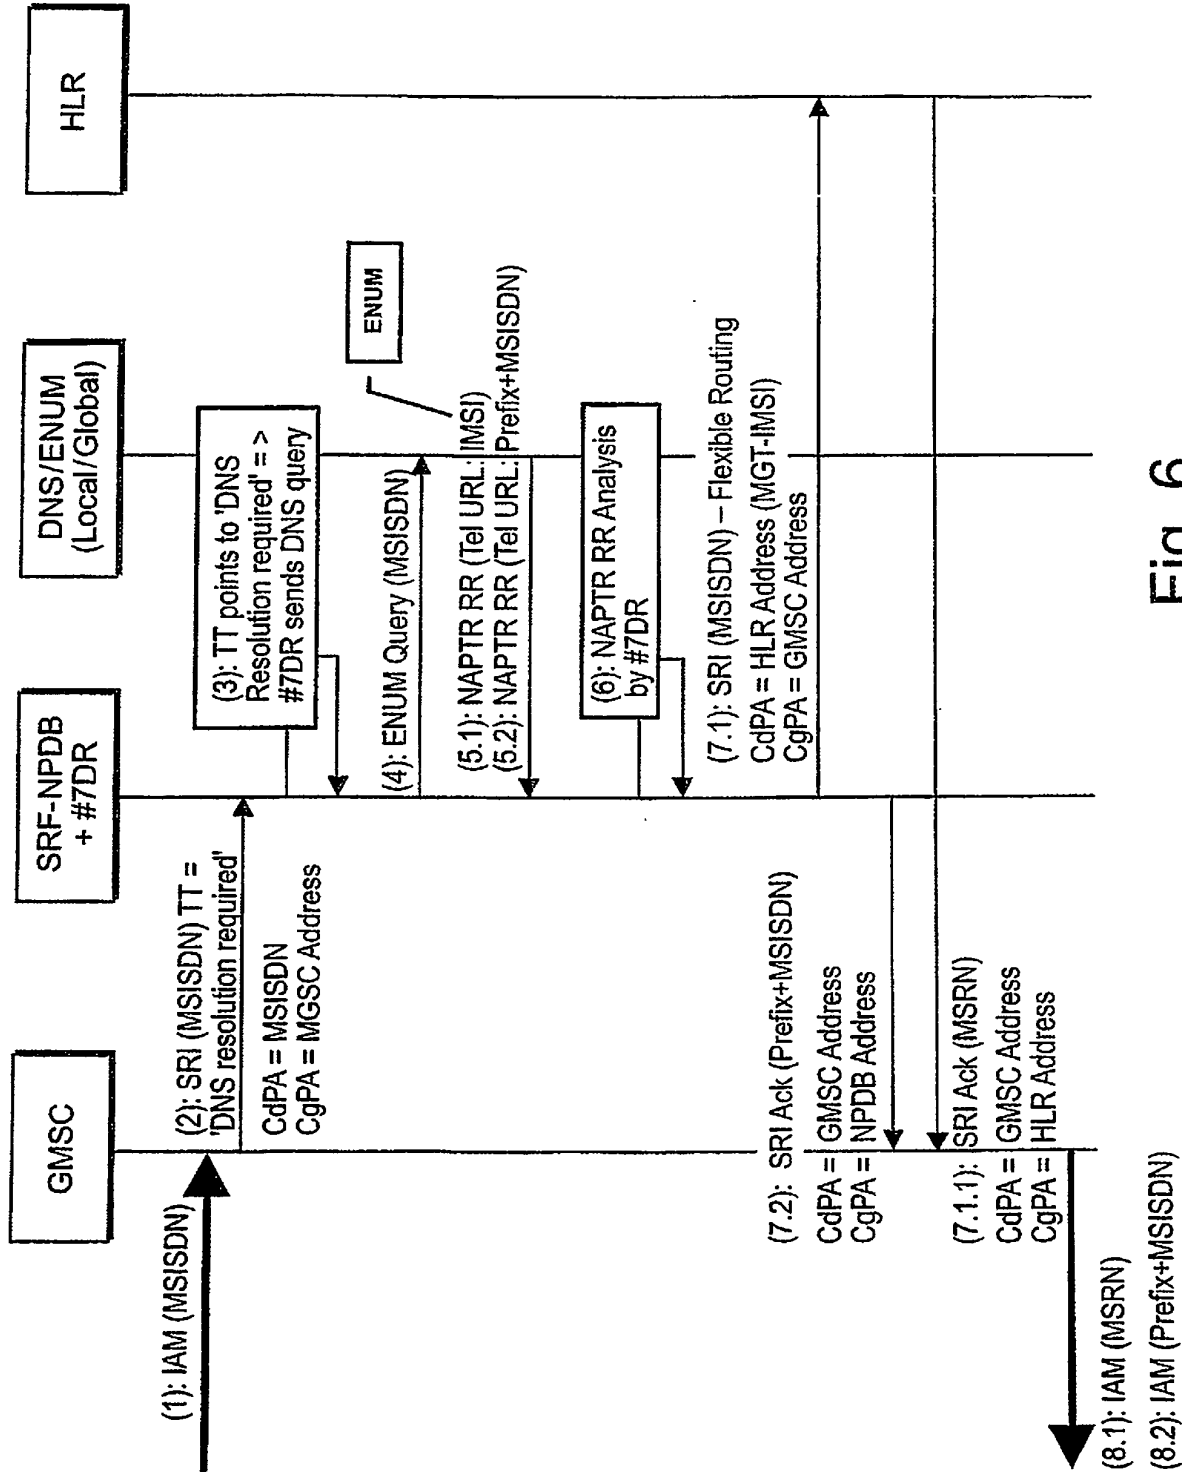 GMSC
SRF-NPDB
+ #7DR
DNS/ENUM
(Local/Global)
HLR
(1): IAM (MSISDN)
(2): SRI (MSISDN) TT =
'DNS resolution required'
CdPA = MSISDN
CgPA = MGSC Address
(3): TT points to 'DNS
Resolution required' = >
#7DR sends DNS query
ENUM
(4): ENUM Query (MSISDN)
(5.1): NAPTR RR (Tel URL: IMSI)
(5.2): NAPTR RR (Tel URL: Prefix+MSISDN)
(6): NAPTR RR Analysis
by #7DR
(7.1): SRI (MSISDN) – Flexible Routing
CdPA = HLR Address (MGT-IMSI)
CgPA = GMSC Address
(7.2): SRI Ack (Prefix+MSISDN)
CdPA = GMSC Address
CgPA = NPDB Address
(7.1.1): SRI Ack (MSRN)
CdPA = GMSC Address
CgPA = HLR Address
(8.1): IAM (MSRN)
(8.2): IAM (Prefix+MSISDN)
Fig. 6